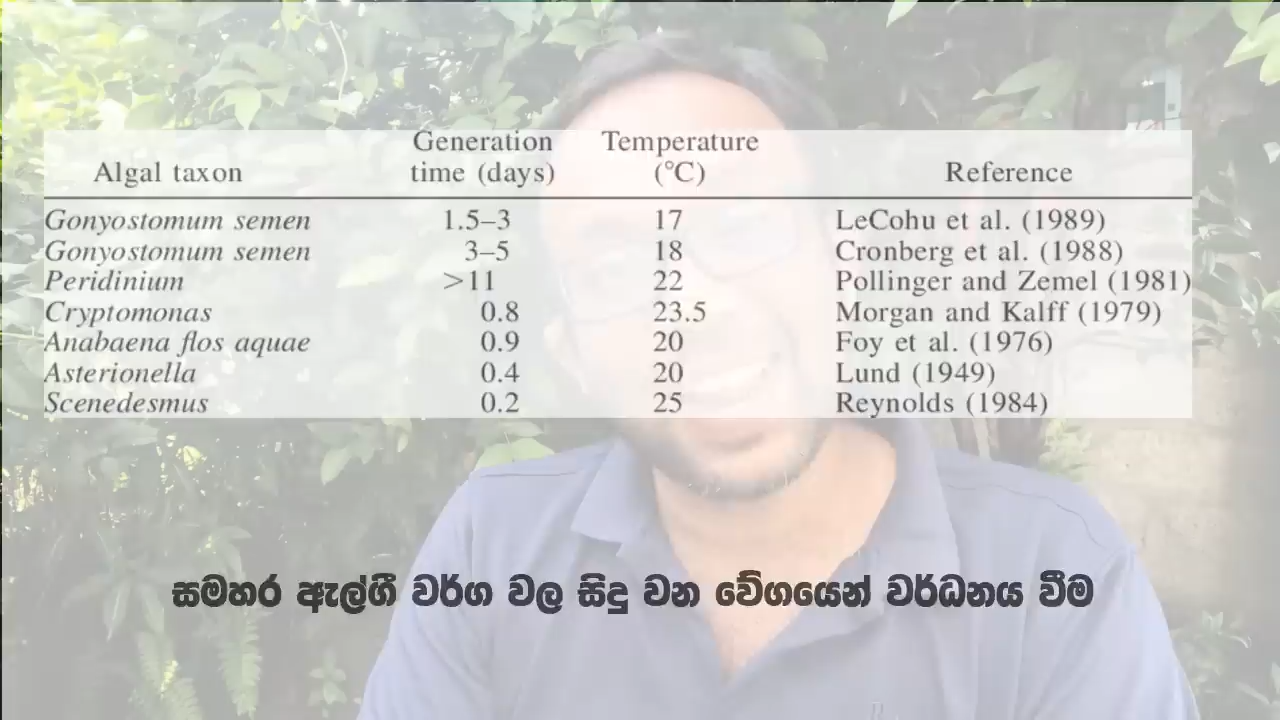 Generation Temperature
Algal taxon time (days) (°C) Reference
Gonyostomum semen 1.5–3 17 LeCohu et al. (1989)
Gonyostomum semen 3–5 18 Cronberg et al. (1988)
Peridinium >11 22 Pollinger and Zemel (1981)
Cryptomonas 0.8 23.5 Morgan and Kalff (1979)
Anabaena flos aquae 0.9 20 Foy et al. (1976)
Asterionella 0.4 20 Lund (1949)
Scenedesmus 0.2 25 Reynolds (1984)
සමහර ඇල්ගී වර්ග වල සිදු වන වේගයෙන් වර්ධනය වීම